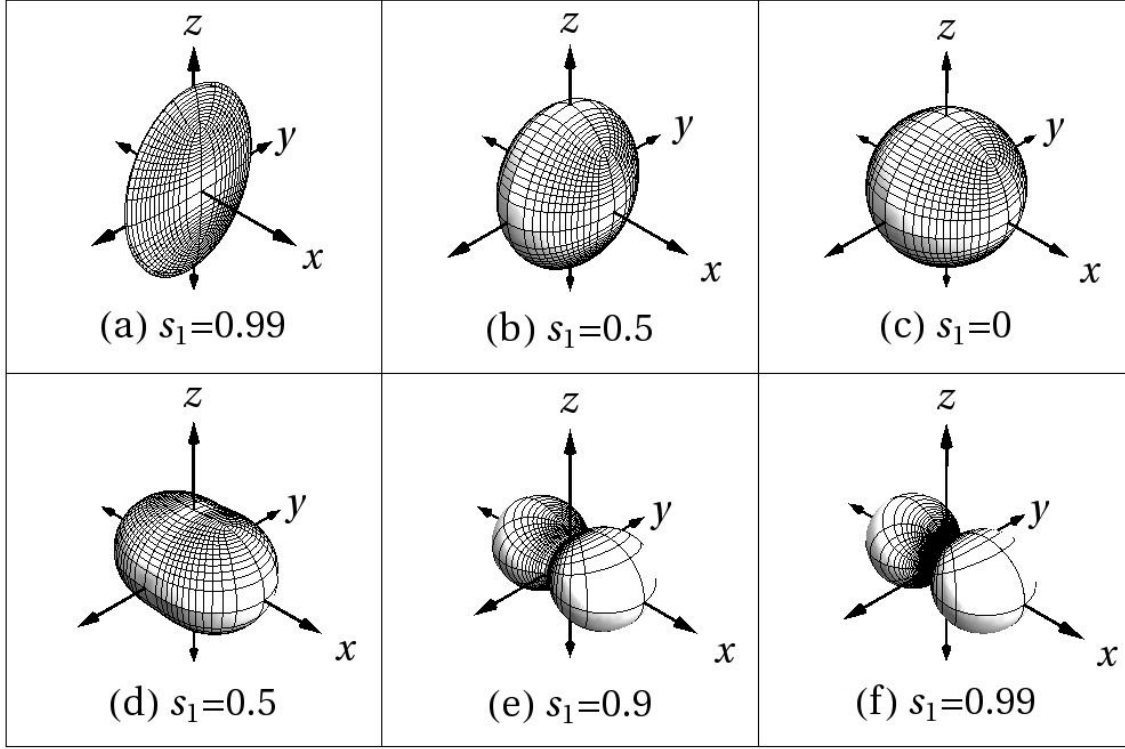 z
y
x
(a) s₁=0.99
z
y
x
(b) s₁=0.5
z
y
x
(c) s₁=0
z
y
x
(d) s₁=0.5
z
y
x
(e) s₁=0.9
z
y
x
(f) s₁=0.99